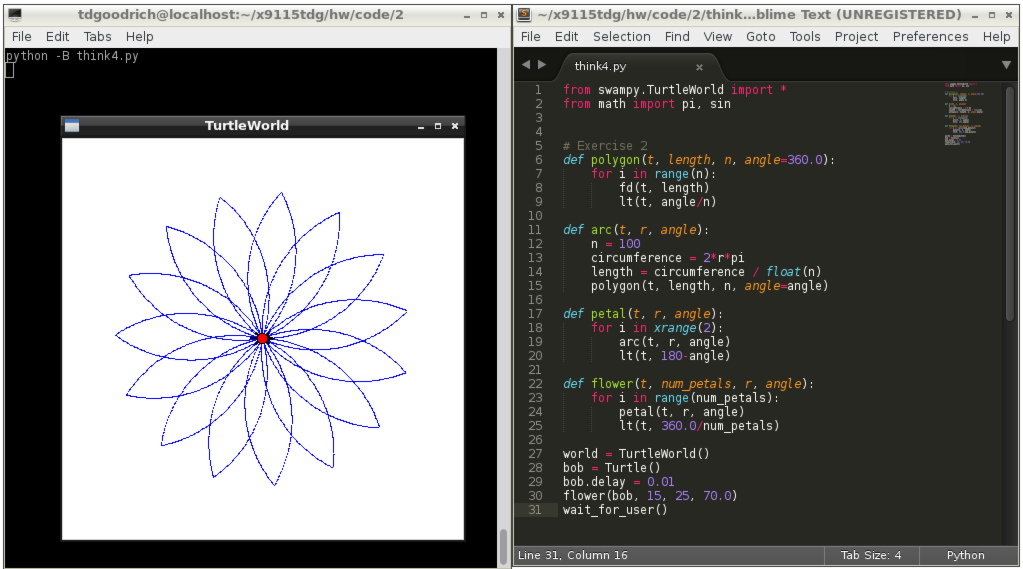 tdgoodrich@localhost:~/x9115tdg/hw/code/2
File Edit Tabs Help
python -B think4.py
TurtleWorld
~/x9115tdg/hw/code/2/think...blime Text (UNREGISTERED)
File Edit Selection Find View Goto Tools Project Preferences Help
think4.py
1 from swampy.TurtleWorld import *
2 from math import pi, sin
3
4
5 # Exercise 2
6 def polygon(t, length, n, angle=360.0):
7     for i in range(n):
8         fd(t, length)
9         lt(t, angle/n)
10
11 def arc(t, r, angle):
12     n = 100
13     circumference = 2*r*pi
14     length = circumference / float(n)
15     polygon(t, length, n, angle=angle)
16
17 def petal(t, r, angle):
18     for i in xrange(2):
19         arc(t, r, angle)
20         lt(t, 180-angle)
21
22 def flower(t, num_petals, r, angle):
23     for i in range(num_petals):
24         petal(t, r, angle)
25         lt(t, 360.0/num_petals)
26
27 world = TurtleWorld()
28 bob = Turtle()
29 bob.delay = 0.01
30 flower(bob, 15, 25, 70.0)
31 wait_for_user()
Line 31, Column 16 Tab Size: 4 Python